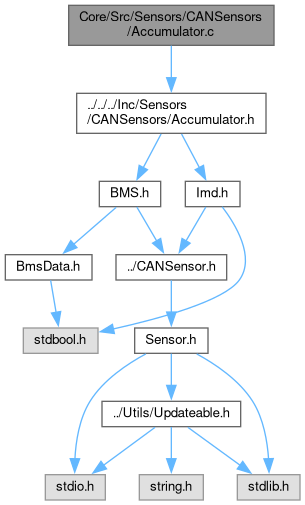 Core/Src/Sensors/CANSensors
/Accumulator.c
../../../Inc/Sensors
/CANSensors/Accumulator.h
BMS.h
Imd.h
BmsData.h
../CANSensor.h
stdbool.h
Sensor.h
../Utils/Updateable.h
stdio.h
string.h
stdlib.h